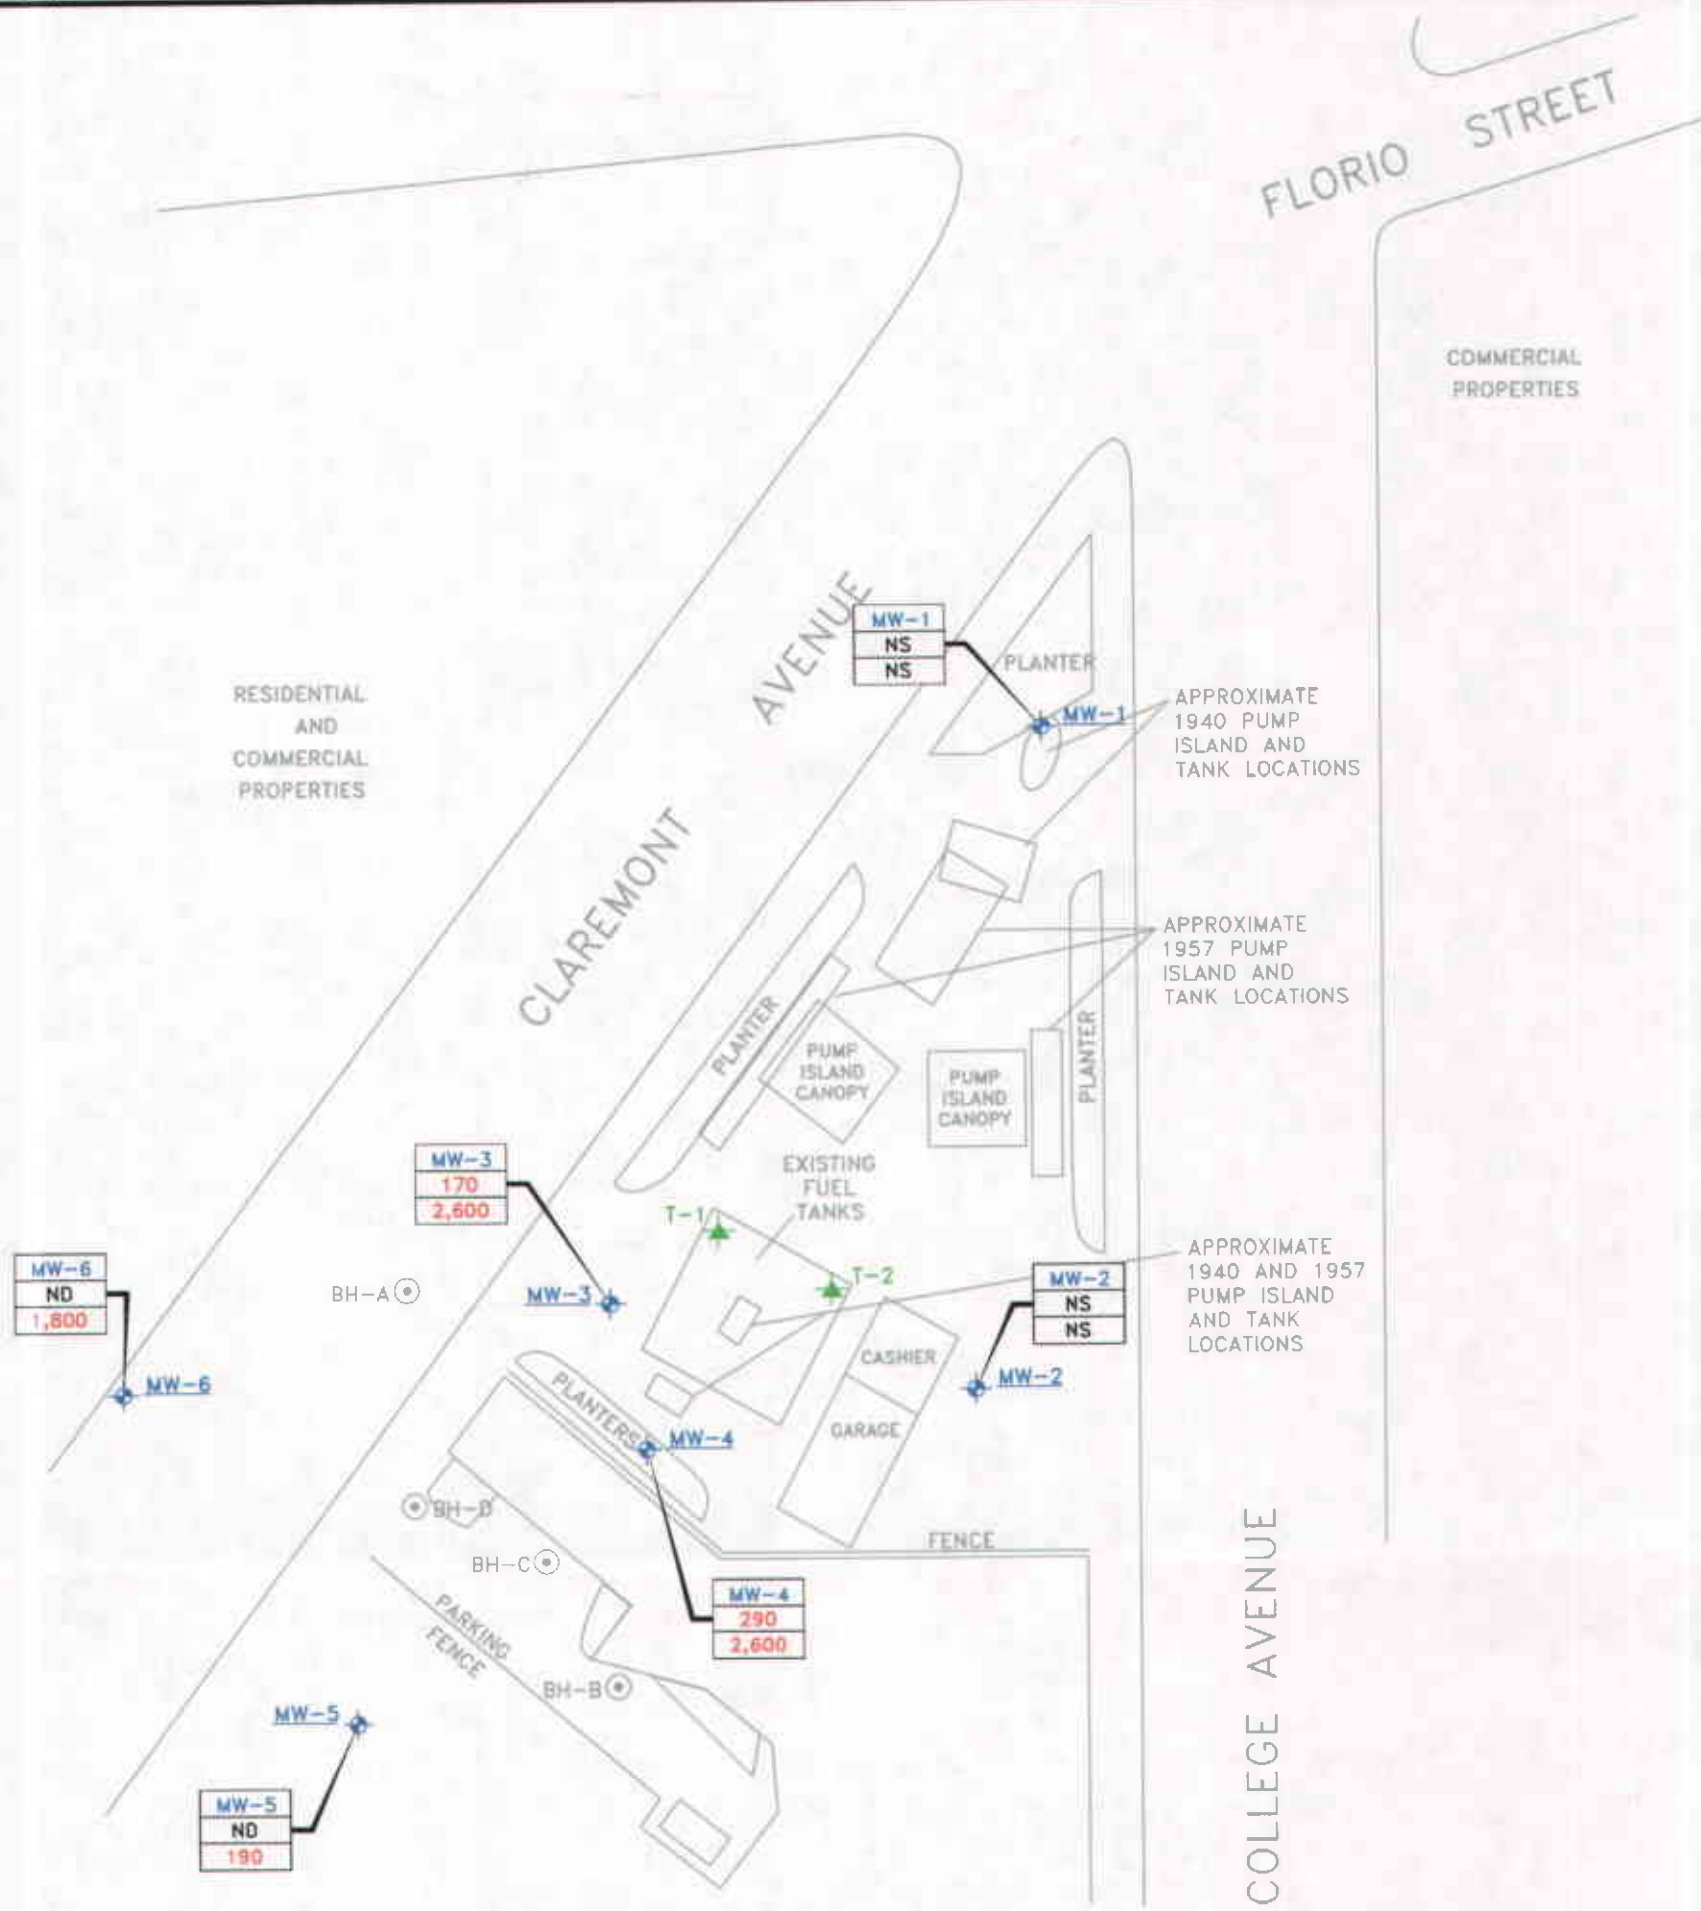 FLORIO STREET
COMMERCIAL
PROPERTIES
RESIDENTIAL
AND
COMMERCIAL
PROPERTIES
CLAREMONT AVENUE
MW-1
NS
NS
PLANTER
MW-1
APPROXIMATE
1940 PUMP
ISLAND AND
TANK LOCATIONS
APPROXIMATE
1957 PUMP
ISLAND AND
TANK LOCATIONS
PLANTER
PUMP
ISLAND
CANOPY
PUMP
ISLAND
CANOPY
PLANTER
MW-3
170
2,600
EXISTING
FUEL
TANKS
T-1
T-2
MW-3
APPROXIMATE
1940 AND 1957
PUMP ISLAND
AND TANK
LOCATIONS
MW-6
ND
1,800
BH-A
MW-6
MW-2
NS
NS
MW-2
CASHIER
GARAGE
PLANTERS
MW-4
BH-D
BH-C
FENCE
MW-4
290
2,600
PARKING
FENCE
BH-B
MW-5
MW-5
ND
190
COLLEGE AVENUE